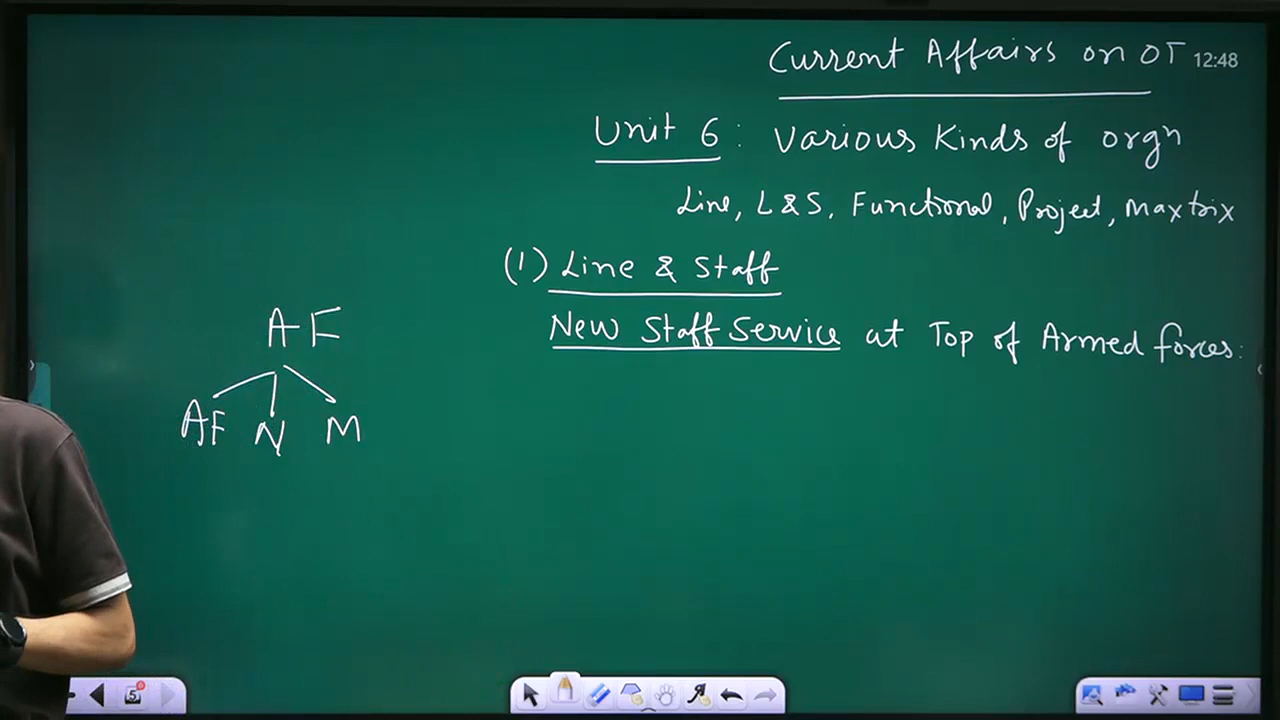 Current Affairs on OT 12:48
Unit 6: Various Kinds of orgn
Line, L & S, Functional, Project, Maxtrix
(1) Line & Staff
New Staff Service at Top of Armed forces:
AF
AF N M
5